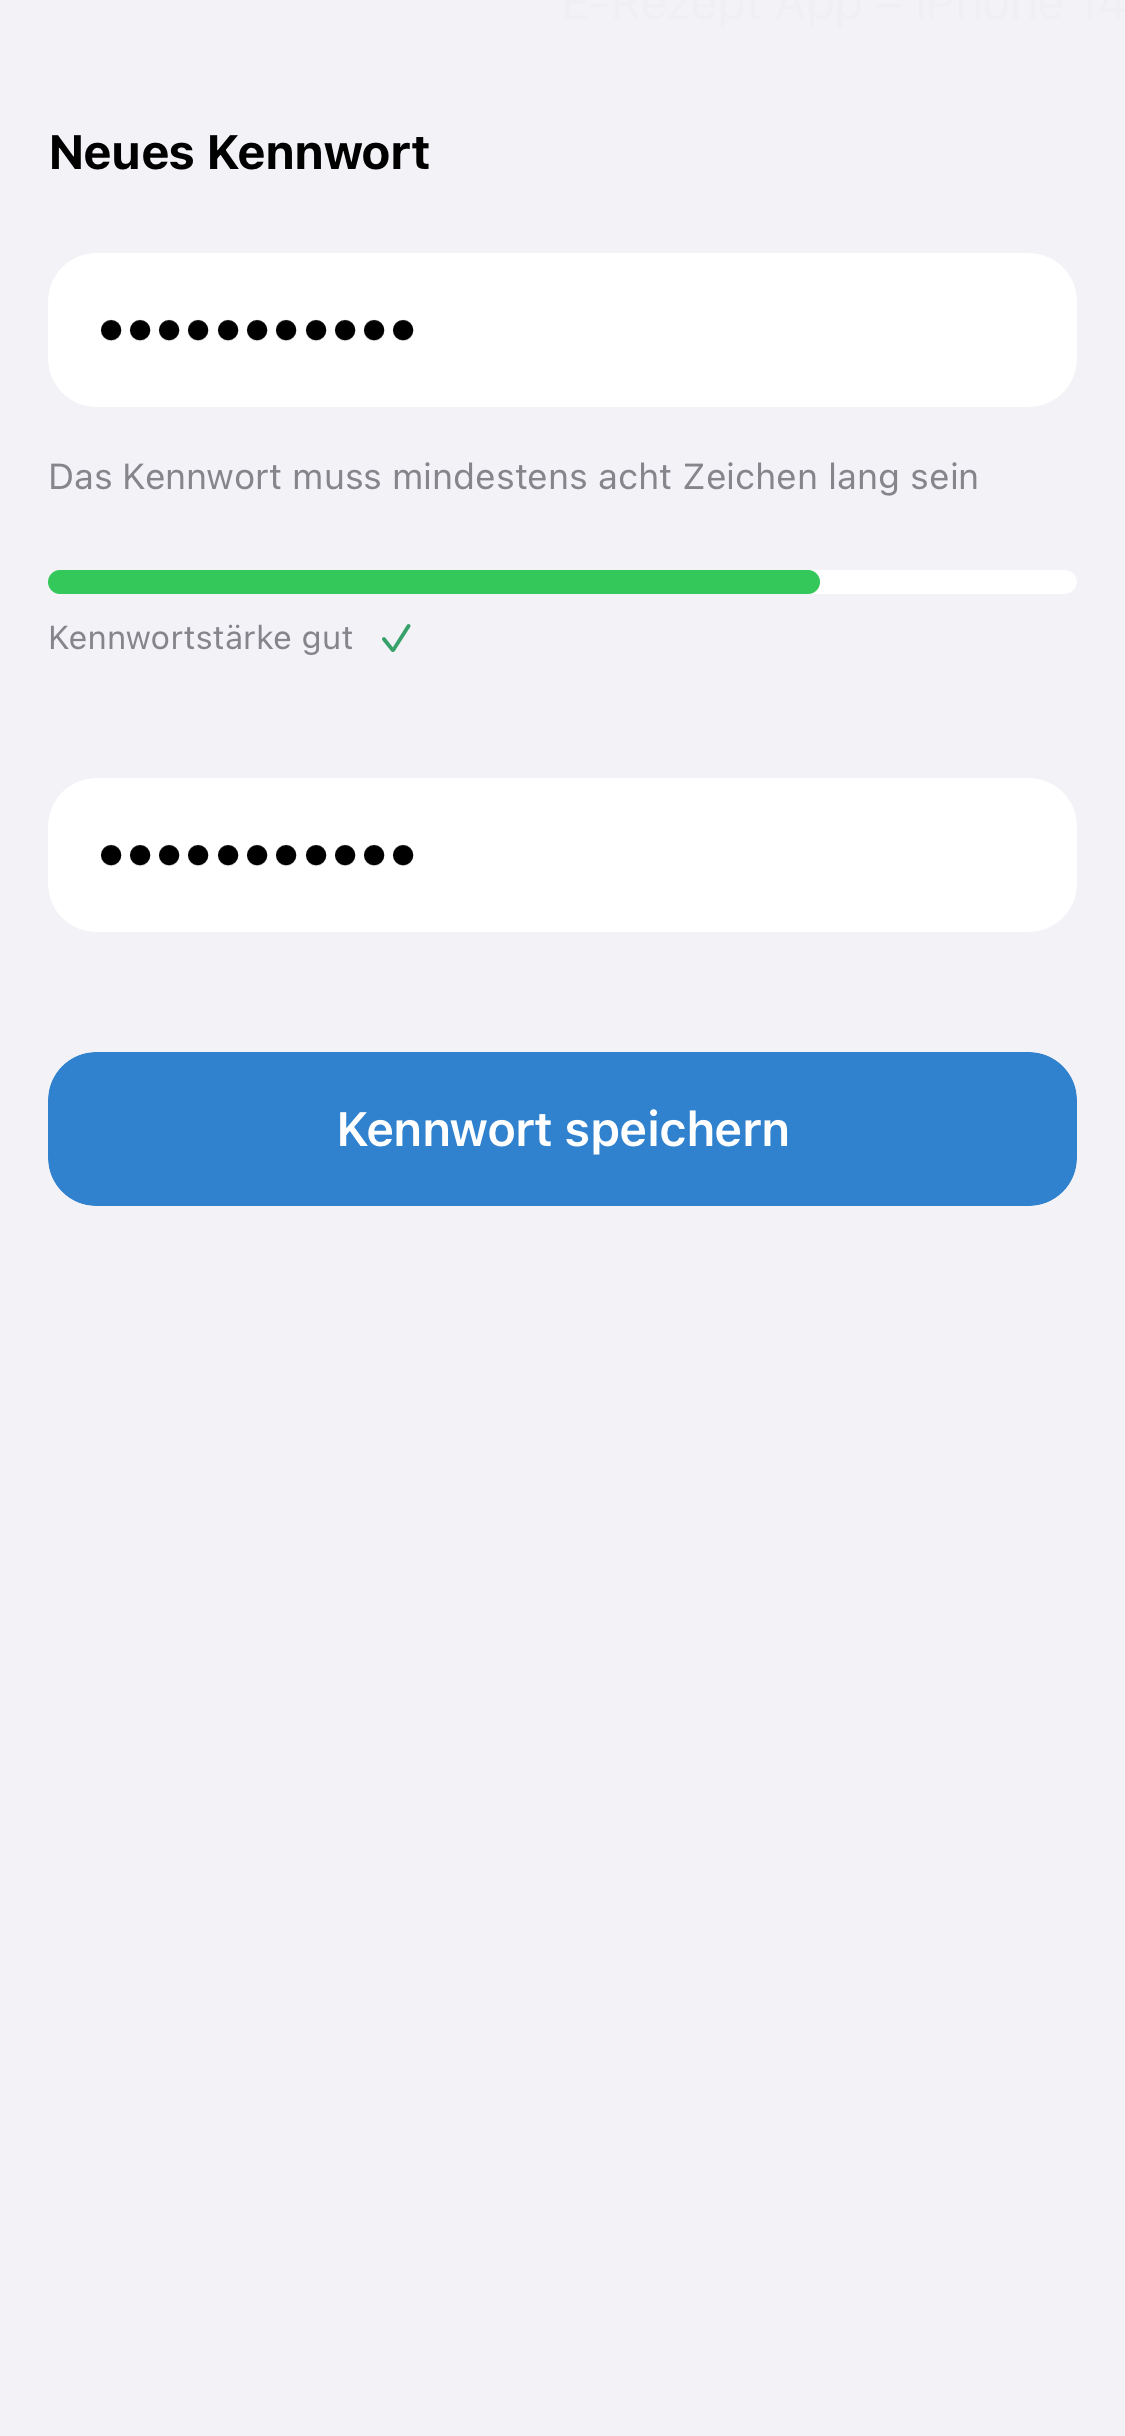 E-Rezept App – iPhone 14
Neues Kennwort
•••••••••••
Das Kennwort muss mindestens acht Zeichen lang sein
Kennwortstärke gut ✓
•••••••••••
Kennwort speichern